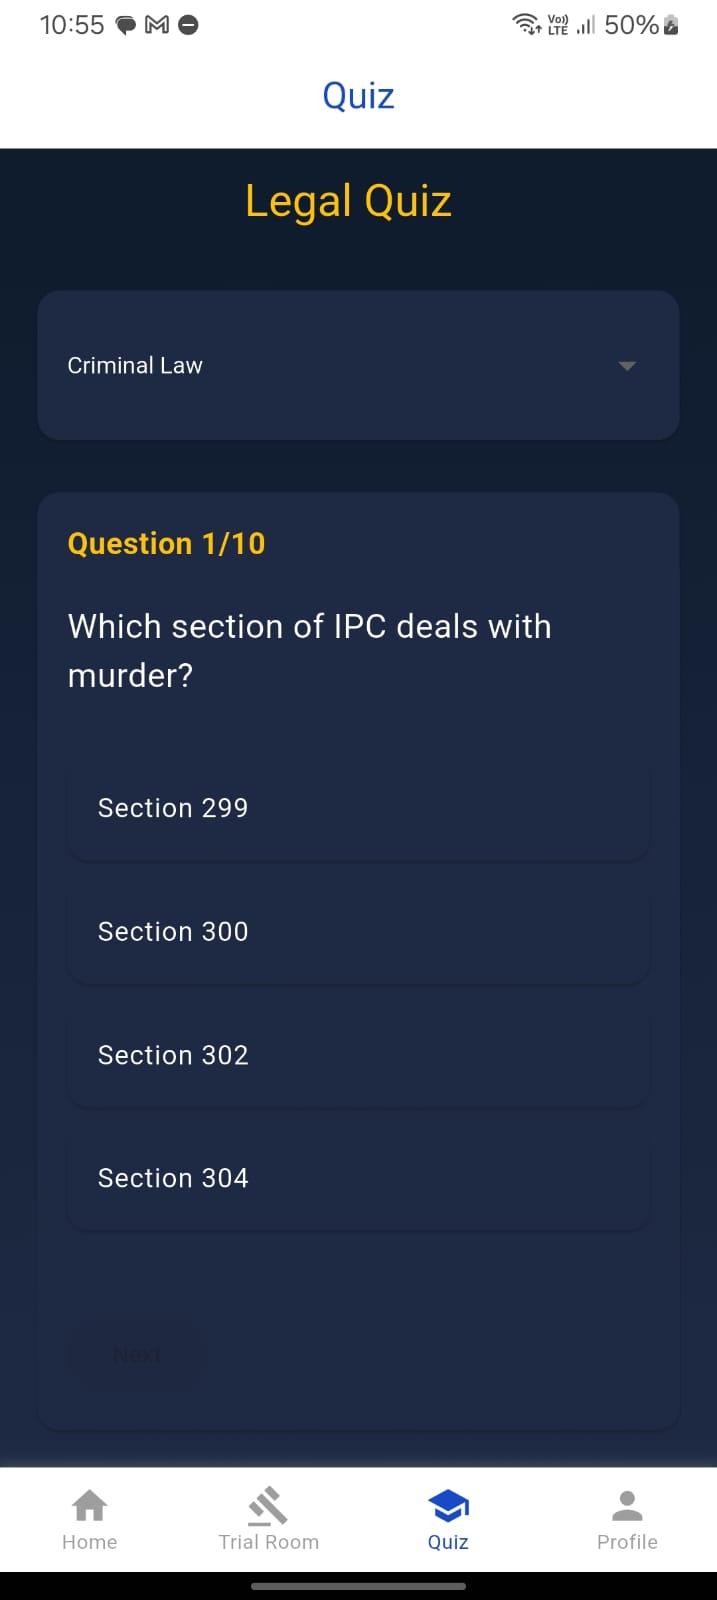 10:55
Vo))
LTE
50%
Quiz
Legal Quiz
Criminal Law
Question 1/10
Which section of IPC deals with
murder?
Section 299
Section 300
Section 302
Section 304
Next
Home
Trial Room
Quiz
Profile